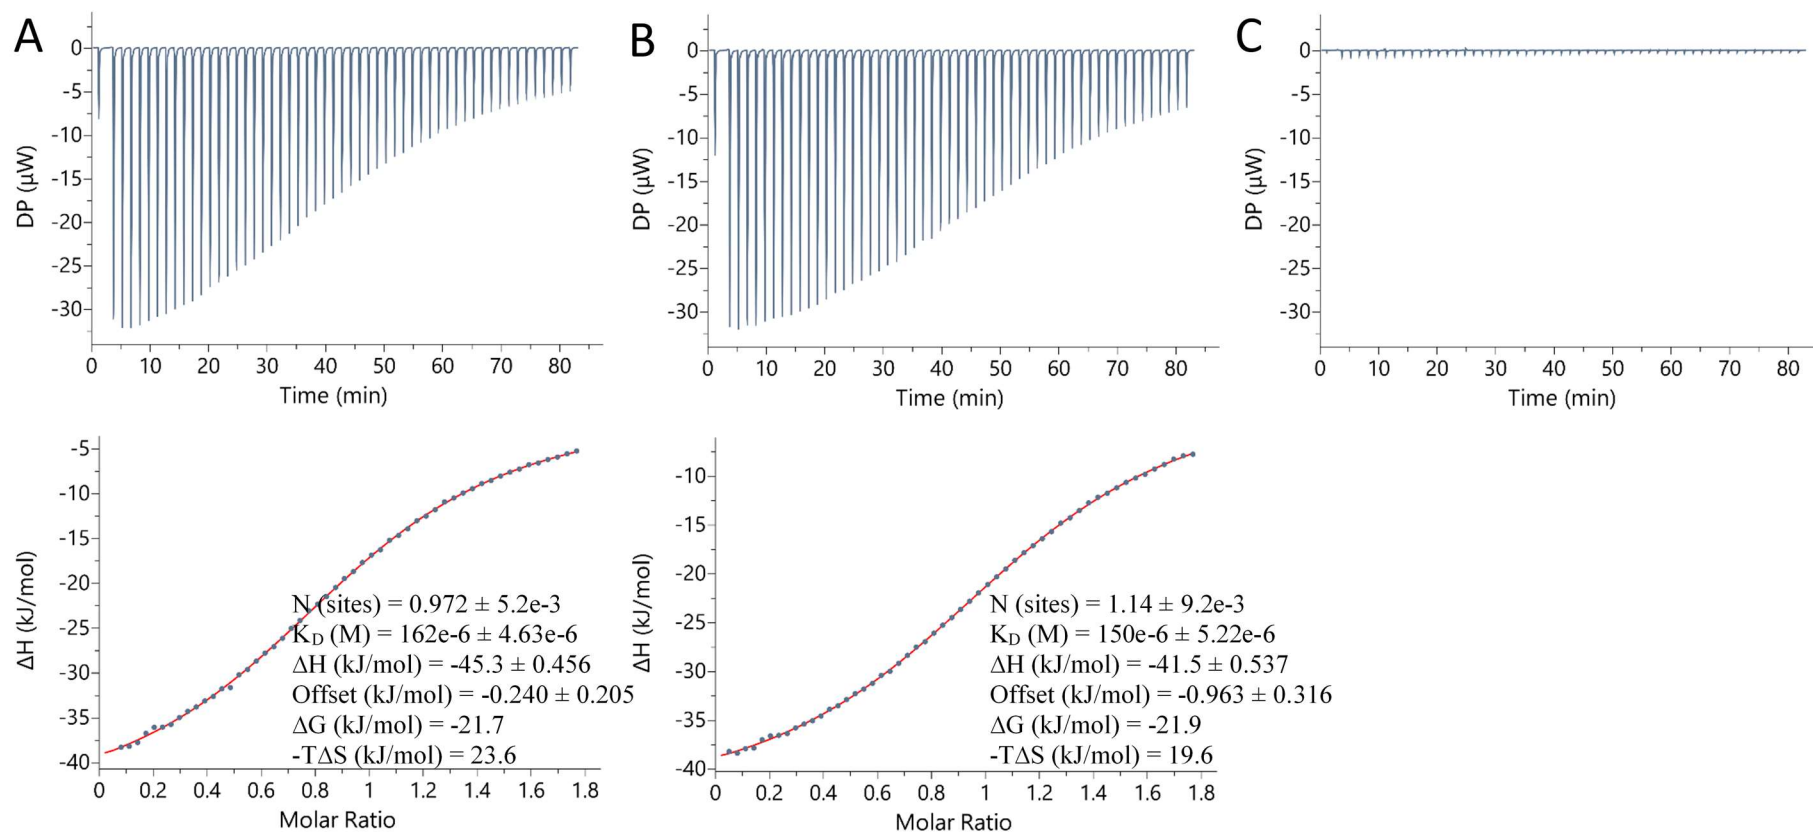 A
0
-5
-10
-15
-20
-25
-30
DP (µW)
0 10 20 30 40 50 60 70 80
Time (min)
B
0
-5
-10
-15
-20
-25
-30
DP (µW)
0 10 20 30 40 50 60 70 80
Time (min)
C
0
-5
-10
-15
-20
-25
-30
DP (µW)
0 10 20 30 40 50 60 70 80
Time (min)
-5
-10
-15
-20
-25
-30
-35
-40
ΔH (kJ/mol)
N (sites) = 0.972 ± 5.2e-3
K_D (M) = 162e-6 ± 4.63e-6
ΔH (kJ/mol) = -45.3 ± 0.456
Offset (kJ/mol) = -0.240 ± 0.205
ΔG (kJ/mol) = -21.7
-TΔS (kJ/mol) = 23.6
0 0.2 0.4 0.6 0.8 1 1.2 1.4 1.6 1.8
Molar Ratio
-10
-15
-20
-25
-30
-35
-40
ΔH (kJ/mol)
N (sites) = 1.14 ± 9.2e-3
K_D (M) = 150e-6 ± 5.22e-6
ΔH (kJ/mol) = -41.5 ± 0.537
Offset (kJ/mol) = -0.963 ± 0.316
ΔG (kJ/mol) = -21.9
-TΔS (kJ/mol) = 19.6
0 0.2 0.4 0.6 0.8 1 1.2 1.4 1.6 1.8
Molar Ratio